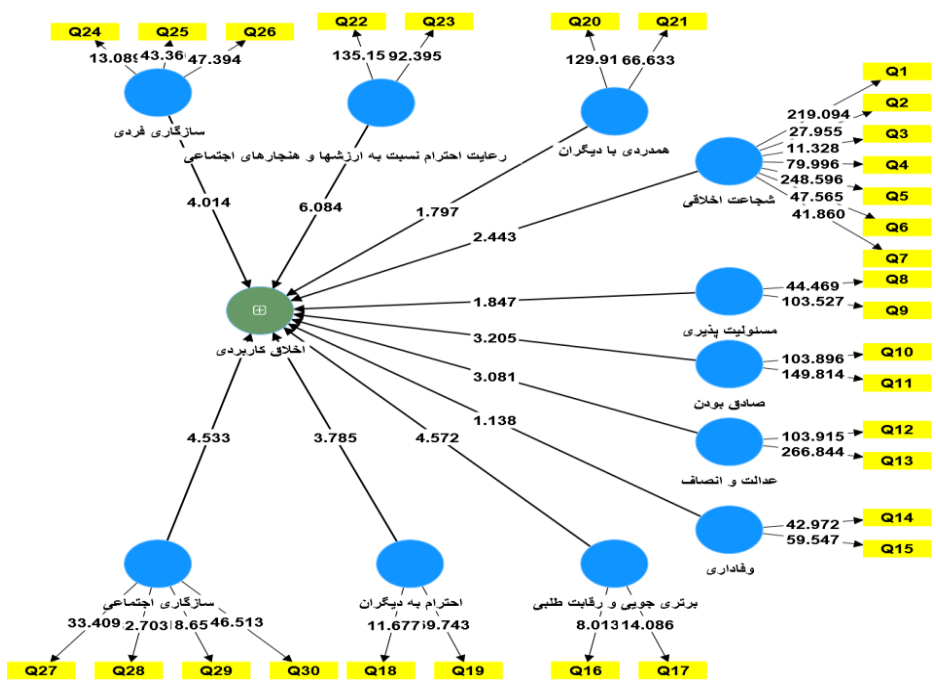 Q22
Q23
Q20
Q21
Q24
Q25
Q26
135.15
92.395
129.91
66.633
13.089
43.36
47.394
Q1
Q2
Q3
Q4
Q5
Q6
Q7
219.094
27.955
11.328
79.996
248.596
47.565
41.860
سازگاری فردی
رعایت احترام نسبت به ارزشها و هنجارهای اجتماعی
همدردی با دیگران
شجاعت اخلاقی
4.014
6.084
1.797
2.443
1.847
44.469
103.527
Q8
Q9
مسئولیت پذیری
اخلاق کاربردی
3.205
103.896
149.814
Q10
Q11
صادق بودن
3.081
103.915
266.844
Q12
Q13
عدالت و انصاف
1.138
42.972
59.547
Q14
Q15
وفاداری
4.533
3.785
4.572
سازگاری اجتماعی
احترام به دیگران
برتری جویی و رقابت طلبی
33.409
2.703
8.65
46.513
11.677
9.743
8.013
14.086
Q27
Q28
Q29
Q30
Q18
Q19
Q16
Q17